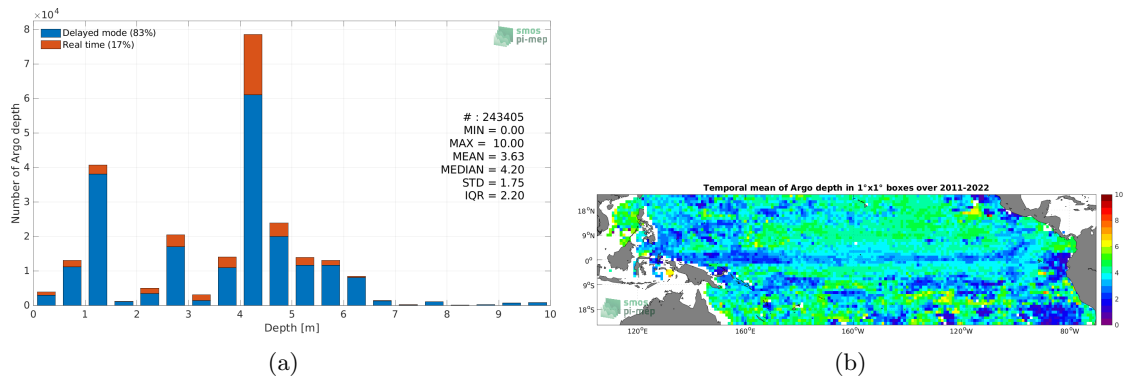 ×10⁴
8
7
6
5
4
3
2
1
0
Number of Argo depth
Delayed mode (83%)
Real time (17%)
smos
pi-mep
# : 243405
MIN = 0.00
MAX = 10.00
MEAN = 3.63
MEDIAN = 4.20
STD = 1.75
IQR = 2.20
0 1 2 3 4 5 6 7 8 9 10
Depth [m]
(a)
Temporal mean of Argo depth in 1°x1° boxes over 2011-2022
18°N
9°N
0°
9°S
18°S
smos
pi-mep
120°E 160°E 160°W 120°W 80°W
10
8
6
4
2
0
(b)